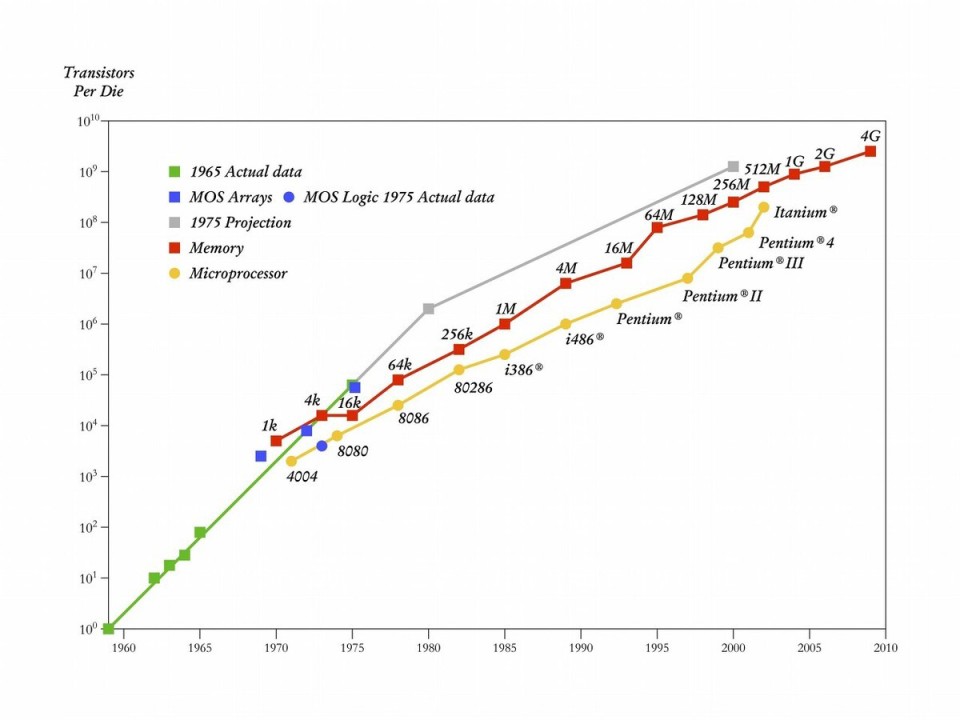 Transistors
Per Die
10¹⁰
10⁹
10⁸
10⁷
10⁶
10⁵
10⁴
10³
10²
10¹
10⁰
1965 Actual data
MOS Arrays MOS Logic 1975 Actual data
1975 Projection
Memory
Microprocessor
1k
4k
16k
64k
256k
1M
4M
16M
64M
128M
256M
512M
1G
2G
4G
4004
8080
8086
80286
i386®
i486®
Pentium®
Pentium® II
Pentium® III
Pentium® 4
Itanium®
1960 1965 1970 1975 1980 1985 1990 1995 2000 2005 2010